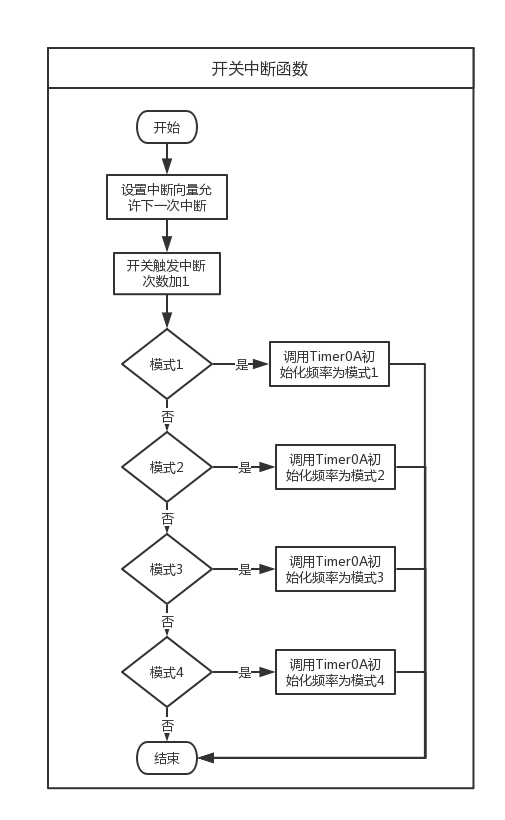 开关中断函数
开始
设置中断向量允
许下一次中断
开关触发中断
次数加1
模式1
是
调用Timer0A初
始化频率为模式1
否
模式2
是
调用Timer0A初
始化频率为模式2
否
模式3
是
调用Timer0A初
始化频率为模式3
否
模式4
是
调用Timer0A初
始化频率为模式4
否
结束